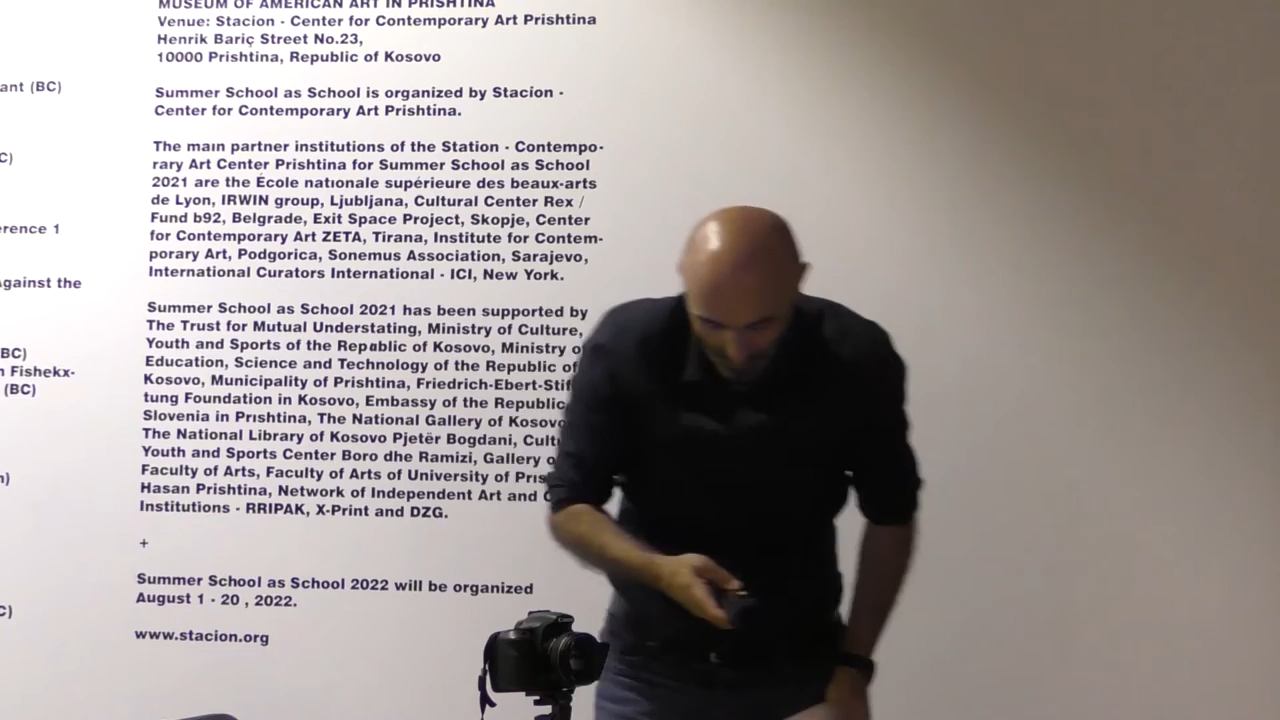 MUSEUM OF AMERICAN ART IN PRISHTINA
Venue: Stacion - Center for Contemporary Art Prishtina
Henrik Bariç Street No.23,
10000 Prishtina, Republic of Kosovo
Summer School as School is organized by Stacion -
Center for Contemporary Art Prishtina.
The main partner institutions of the Station - Contempo-
rary Art Center Prishtina for Summer School as School
2021 are the École nationale supérieure des beaux-arts
de Lyon, IRWIN group, Ljubljana, Cultural Center Rex /
Fund b92, Belgrade, Exit Space Project, Skopje, Center
for Contemporary Art ZETA, Tirana, Institute for Contem-
porary Art, Podgorica, Sonemus Association, Sarajevo,
International Curators International - ICI, New York.
Summer School as School 2021 has been supported by
The Trust for Mutual Understating, Ministry of Culture,
Youth and Sports of the Republic of Kosovo, Ministry
Education, Science and Technology of the Republic of
Kosovo, Municipality of Prishtina, Friedrich-Ebert-Stif
tung Foundation in Kosovo, Embassy of the Republic
Slovenia in Prishtina, The National Gallery of Kosovo
The National Library of Kosovo Pjetër Bogdani,
Youth and Sports Center Boro dhe Ramizi, Gallery
Faculty of Arts, Faculty of Arts of University of
Hasan Prishtina, Network of Independent Art and
Institutions - RRIPAK, X-Print and DZG.
+
Summer School as School 2022 will be organized
August 1 - 20 , 2022.
www.stacion.org
ant (BC)
C)
erence 1
gainst the
BC)
n Fishekx-
(BC)
C)
Canon